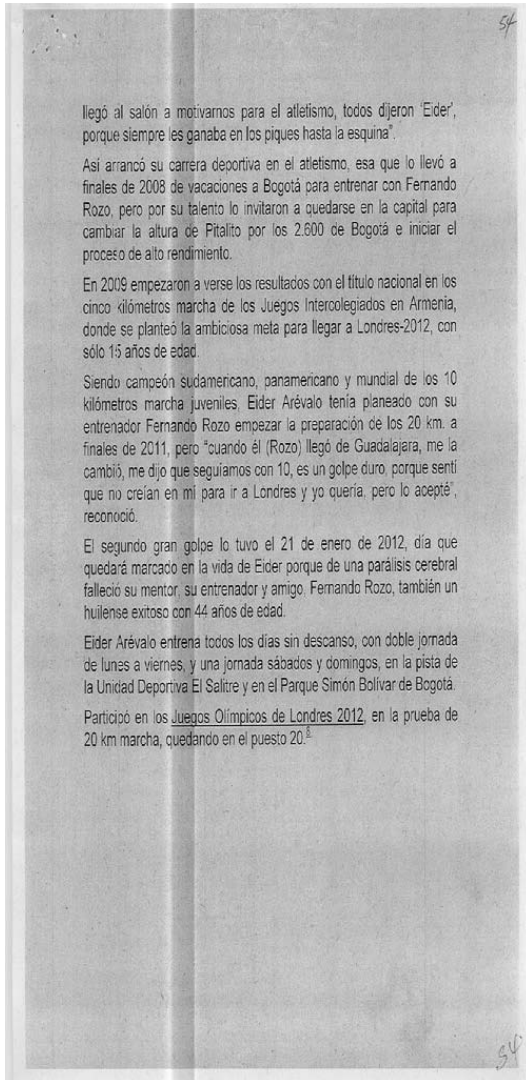 54
llegó al salón a motivarnos para el atletismo, todos dijeron 'Eider',
porque siempre les ganaba en los piques hasta la esquina".
Así arrancó su carrera deportiva en el atletismo, esa que lo llevó a
finales de 2008 de vacaciones a Bogotá para entrenar con Fernando
Rozo, pero por su talento lo invitaron a quedarse en la capital para
cambiar la altura de Pitalito por los 2.600 de Bogotá e iniciar el
proceso de alto rendimiento.
En 2009 empezaron a verse los resultados con el título nacional en los
cinco kilómetros marcha de los Juegos Intercolegiados en Armenia,
donde se planteó la ambiciosa meta para llegar a Londres-2012, con
sólo 15 años de edad.
Siendo campeón sudamericano, panamericano y mundial de los 10
kilómetros marcha juveniles, Eider Arévalo tenía planeado con su
entrenador Fernando Rozo empezar la preparación de los 20 km. a
finales de 2011, pero "cuando él (Rozo) llegó de Guadalajara, me la
cambió, me dijo que seguíamos con 10, es un golpe duro, porque sentí
que no creían en mí para ir a Londres y yo quería, pero lo acepté",
reconoció.
El segundo gran golpe lo tuvo el 21 de enero de 2012, día que
quedará marcado en la vida de Eider porque de una parálisis cerebral
falleció su mentor, su entrenador y amigo, Fernando Rozo, también un
huilense exitoso con 44 años de edad.
Eider Arévalo entrena todos los días sin descanso, con doble jornada
de lunes a viernes, y una jornada sábados y domingos, en la pista de
la Unidad Deportiva El Salitre y en el Parque Simón Bolívar de Bogotá.
Participó en los Juegos Olímpicos de Londres 2012, en la prueba de
20 km marcha, quedando en el puesto 20.
54